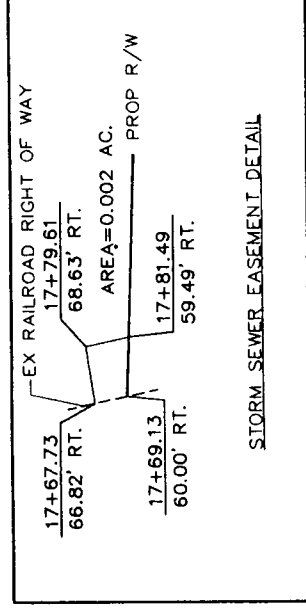 EX RAILROAD RIGHT OF WAY
17+67.73
66.82' RT.
17+79.61
68.63' RT.
AREA=0.002 AC.
PROP R/W
17+69.13
60.00' RT.
17+81.49
59.49' RT.
STORM SEWER EASEMENT DETAIL